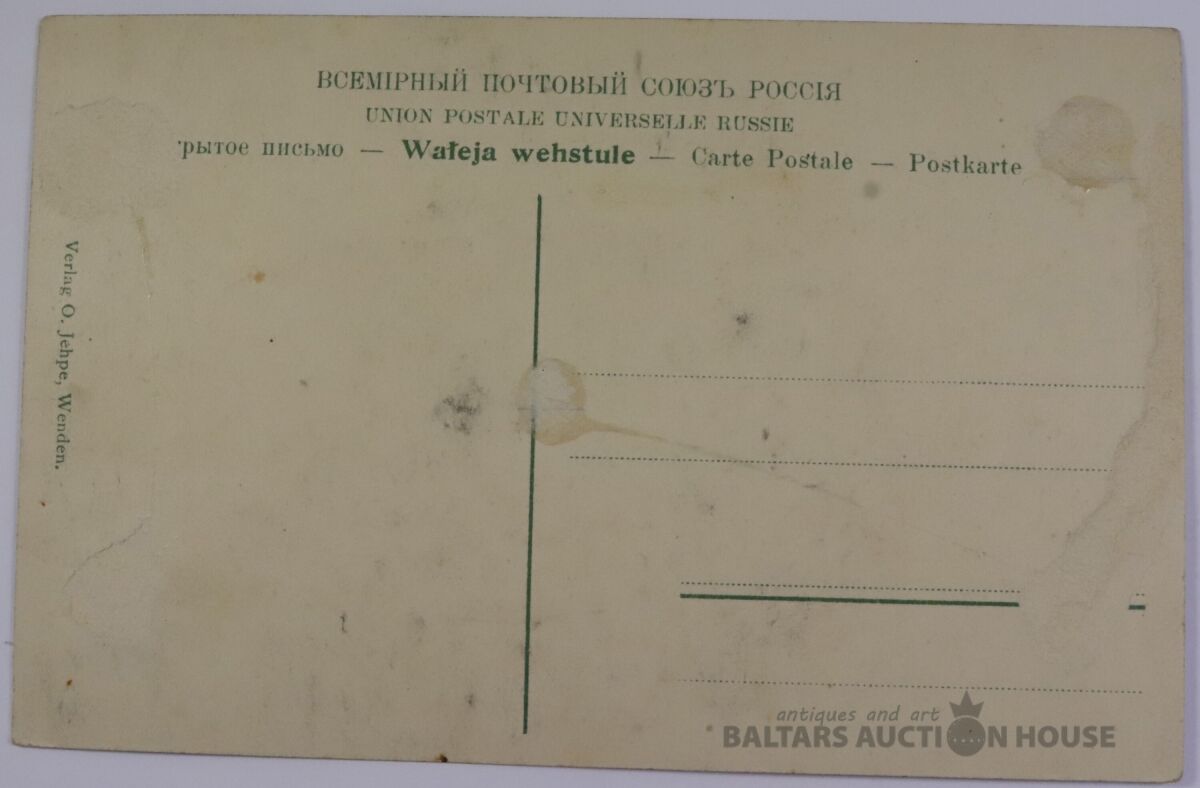 ВСЕМІРНЫЙ ПОЧТОВЫЙ СОЮЗЪ РОССІЯ
UNION POSTALE UNIVERSELLE RUSSIE
рытое письмо — Waŧeja wehstule — Carte Postale — Postkarte
Verlag O. Jehpe, Wenden.
antiques and art
BALTARS AUCTION HOUSE